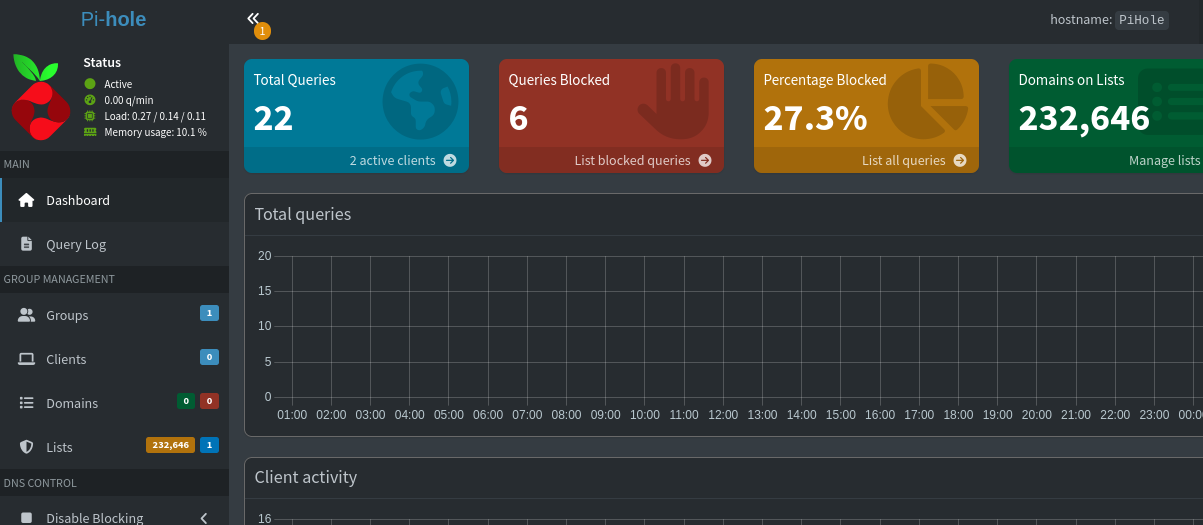 Pi-hole
1
hostname: PiHole
Status
Active
0.00 q/min
Load: 0.27 / 0.14 / 0.11
Memory usage: 10.1 %
MAIN
Dashboard
Query Log
GROUP MANAGEMENT
Groups 1
Clients 0
Domains 0 0
Lists 232,646 1
DNS CONTROL
Disable Blocking
Total Queries
22
2 active clients
Queries Blocked
6
List blocked queries
Percentage Blocked
27.3%
List all queries
Domains on Lists
232,646
Manage lists
Total queries
20
15
10
5
0
01:00 02:00 03:00 04:00 05:00 06:00 07:00 08:00 09:00 10:00 11:00 12:00 13:00 14:00 15:00 16:00 17:00 18:00 19:00 20:00 21:00 22:00 23:00 00:0
Client activity
16